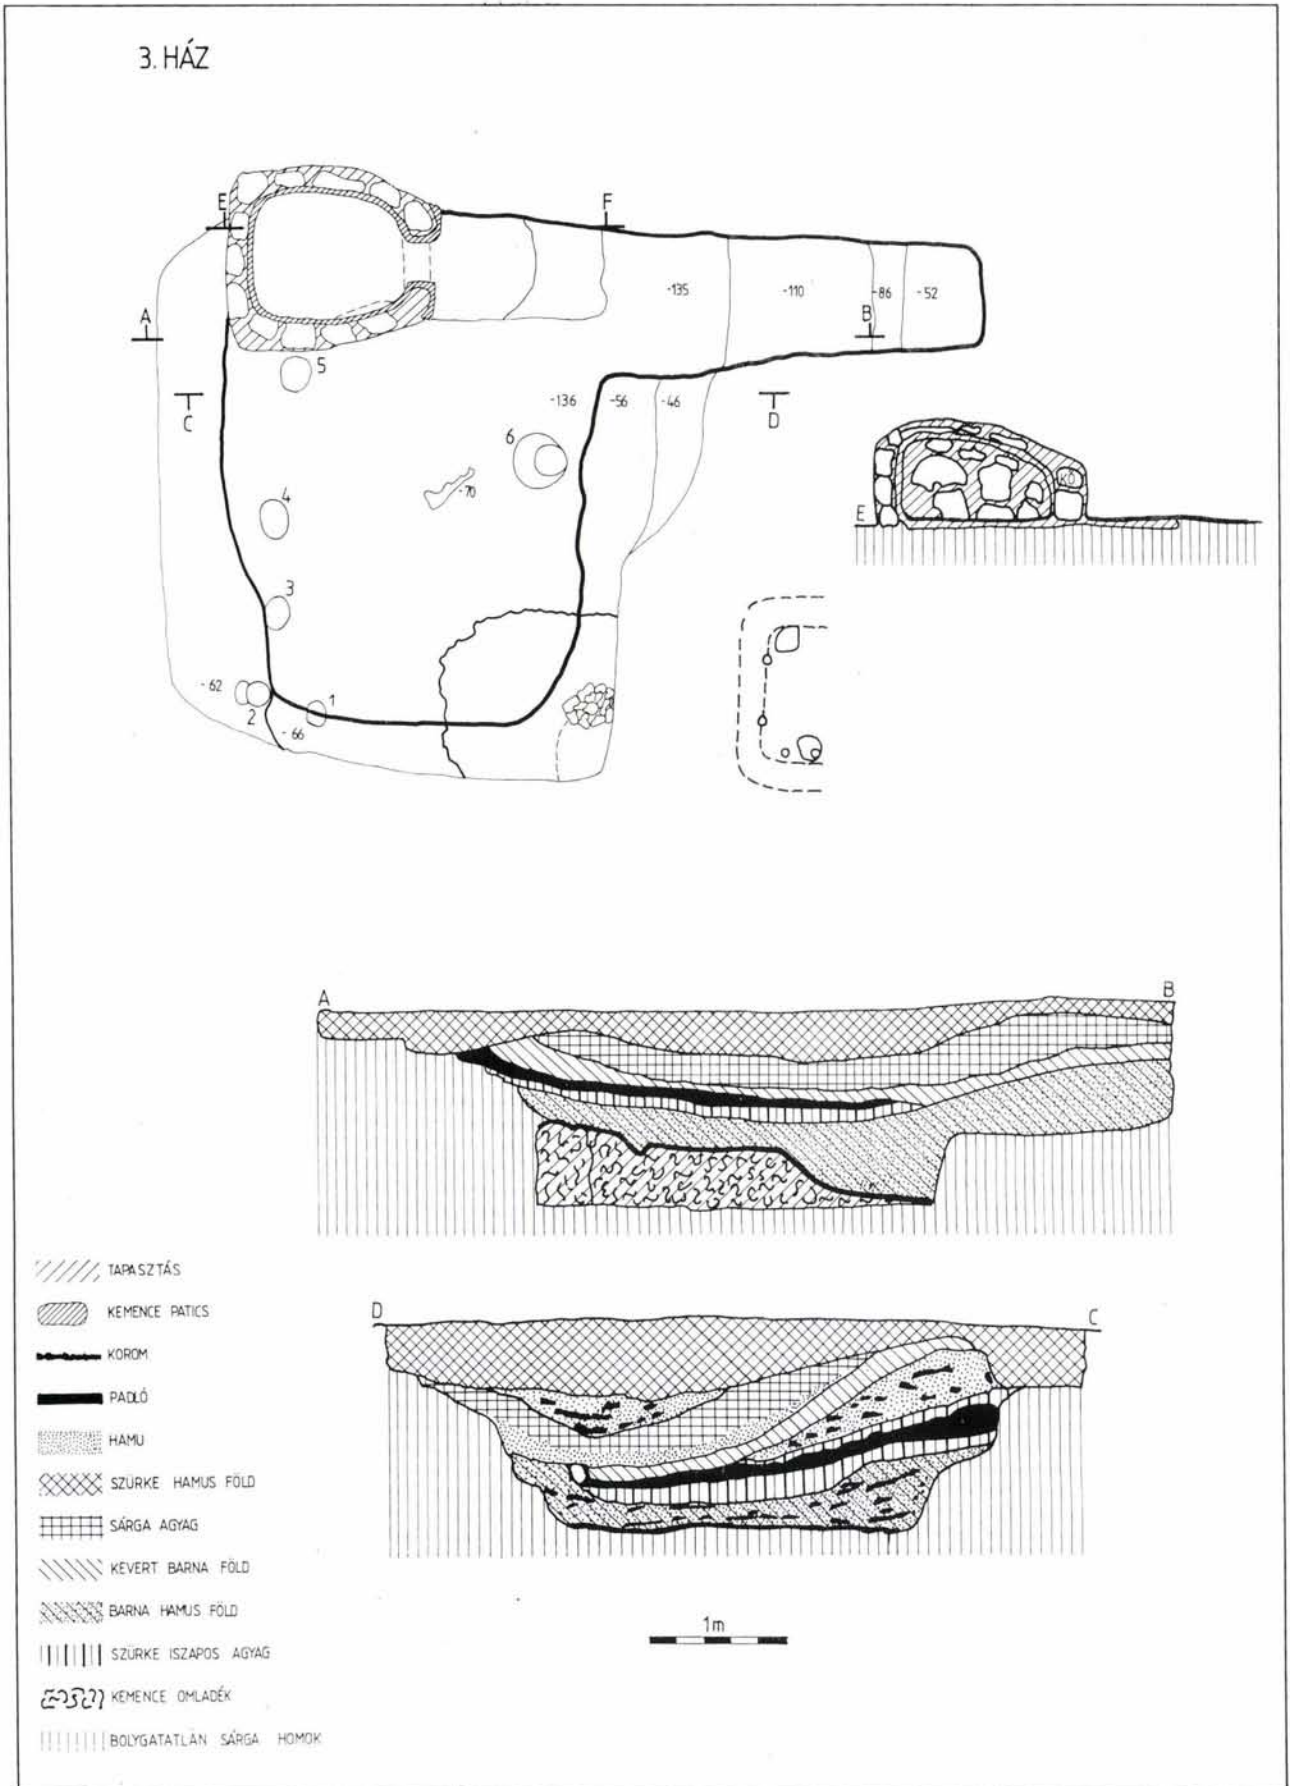 3. HÁZ
E
F
A
-135
-110
-86
-52
B
5
C
-136
-56
-46
D
6
-70
4
KŐ
E
3
-62
2
1
-66
A
B
D
C
TAPASZTÁS
KEMENCE PATICS
KOROM
PADLÓ
HAMU
SZÜRKE HAMUS FÖLD
SÁRGA AGYAG
KEVERT BARNA FÖLD
BARNA HAMUS FÖLD
SZÜRKE ISZAPOS AGYAG
KEMENCE OMLADÉK
BOLYGATATLAN SÁRGA HOMOK
1m